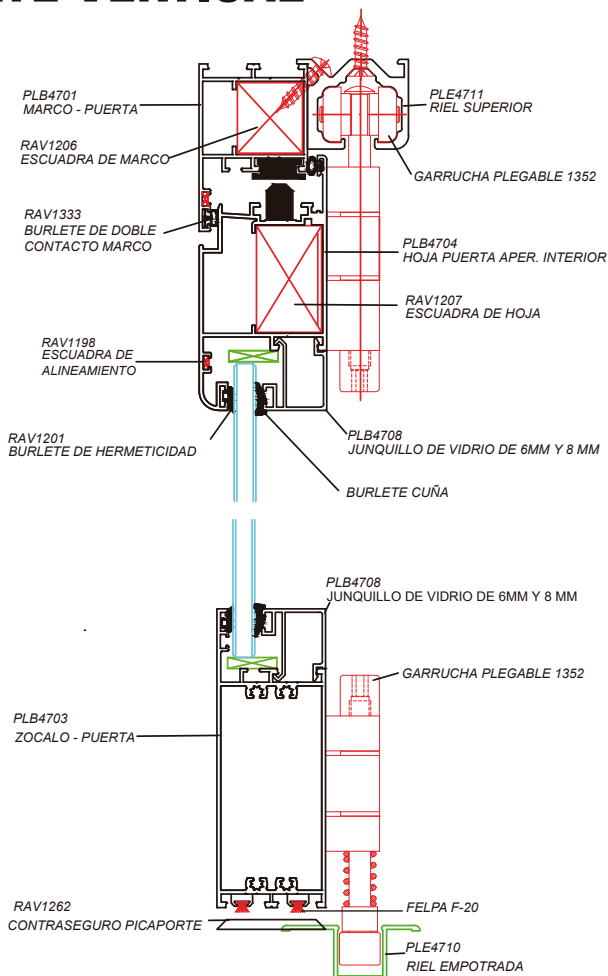 PLB4701
MARCO - PUERTA
PLE4711
RIEL SUPERIOR
RAV1206
ESCUADRA DE MARCO
GARRUCHA PLEGABLE 1352
RAV1333
BURLETE DE DOBLE
CONTACTO MARCO
PLB4704
HOJA PUERTA APER. INTERIOR
RAV1207
ESCUADRA DE HOJA
RAV1198
ESCUADRA DE
ALINEAMIENTO
RAV1201
BURLETE DE HERMETICIDAD
PLB4708
JUNQUILLO DE VIDRIO DE 6MM Y 8 MM
BURLETE CUÑA
PLB4708
JUNQUILLO DE VIDRIO DE 6MM Y 8 MM
GARRUCHA PLEGABLE 1352
PLB4703
ZOCALO - PUERTA
RAV1262
CONTRASEGURO PICAPORTE
FELPA F-20
PLE4710
RIEL EMPOTRADA